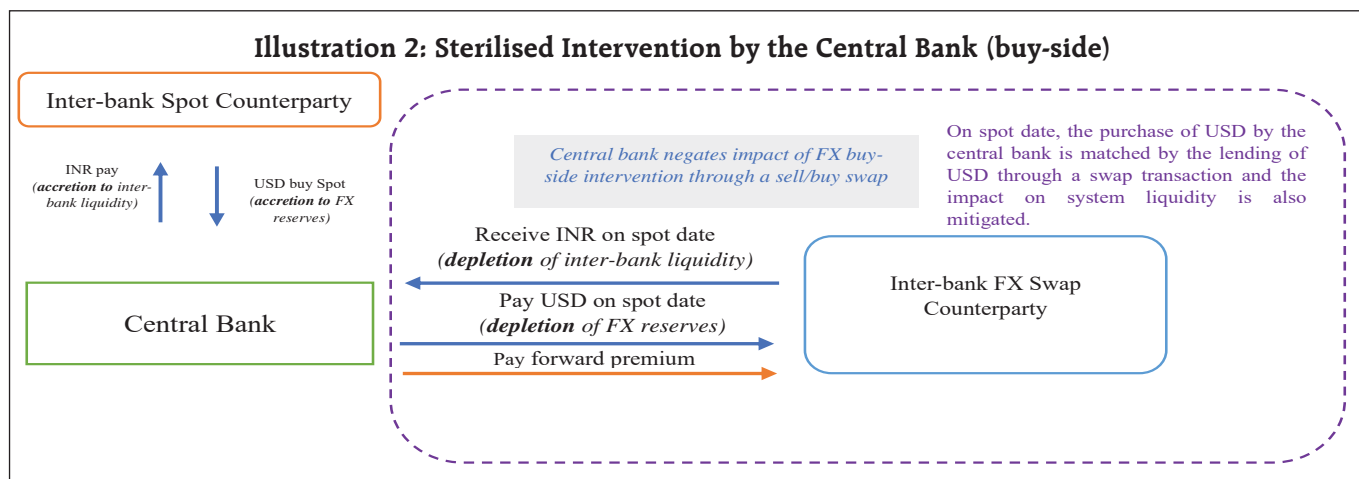 Illustration 2: Sterilised Intervention by the Central Bank (buy-side)
Inter-bank Spot Counterparty
INR pay
(accretion to inter-
bank liquidity)
USD buy Spot
(accretion to FX
reserves)
Central Bank
Central bank negates impact of FX buy-
side intervention through a sell/buy swap
On spot date, the purchase of USD by the
central bank is matched by the lending of
USD through a swap transaction and the
impact on system liquidity is also
mitigated.
Receive INR on spot date
(depletion of inter-bank liquidity)
Pay USD on spot date
(depletion of FX reserves)
Pay forward premium
Inter-bank FX Swap
Counterparty